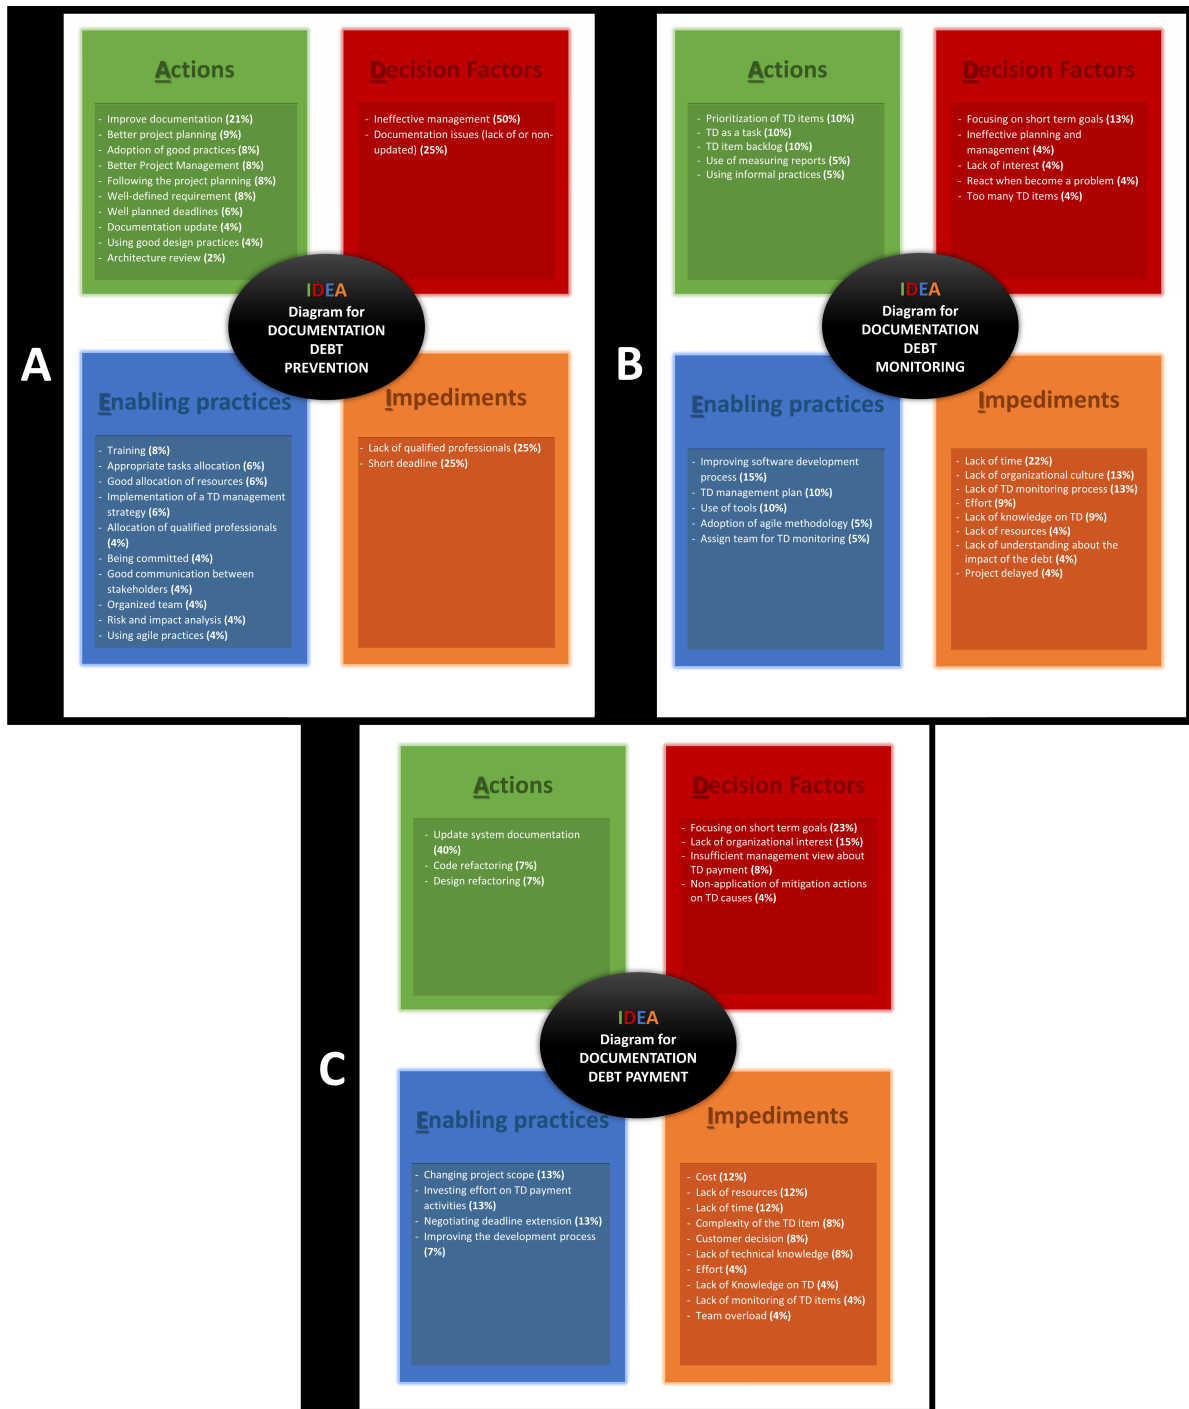 A
Actions
- Improve documentation (21%)
- Better project planning (9%)
- Adoption of good practices (8%)
- Better Project Management (8%)
- Following the project planning (8%)
- Well-defined requirement (8%)
- Well planned deadlines (6%)
- Documentation update (4%)
- Using good design practices (4%)
- Architecture review (2%)
Decision Factors
- Ineffective management (50%)
- Documentation issues (lack of or non-
updated) (25%)
IDEA
Diagram for
DOCUMENTATION
DEBT
PREVENTION
Enabling practices
- Training (8%)
- Appropriate tasks allocation (6%)
- Good allocation of resources (6%)
- Implementation of a TD management
strategy (6%)
- Allocation of qualified professionals
(4%)
- Being committed (4%)
- Good communication between
stakeholders (4%)
- Organized team (4%)
- Risk and impact analysis (4%)
- Using agile practices (4%)
Impediments
- Lack of qualified professionals (25%)
- Short deadline (25%)
B
Actions
- Prioritization of TD items (10%)
- TD as a task (10%)
- TD item backlog (10%)
- Use of measuring reports (5%)
- Using informal practices (5%)
Decision Factors
- Focusing on short term goals (13%)
- Ineffective planning and
management (4%)
- Lack of interest (4%)
- React when become a problem (4%)
- Too many TD items (4%)
IDEA
Diagram for
DOCUMENTATION
DEBT
MONITORING
Enabling practices
- Improving software development
process (15%)
- TD management plan (10%)
- Use of tools (10%)
- Adoption of agile methodology (5%)
- Assign team for TD monitoring (5%)
Impediments
- Lack of time (22%)
- Lack of organizational culture (13%)
- Lack of TD monitoring process (13%)
- Effort (9%)
- Lack of knowledge on TD (9%)
- Lack of resources (4%)
- Lack of understanding about the
impact of the debt (4%)
- Project delayed (4%)
C
Actions
- Update system documentation
(40%)
- Code refactoring (7%)
- Design refactoring (7%)
Decision Factors
- Focusing on short term goals (23%)
- Lack of organizational interest (15%)
- Insufficient management view about
TD payment (8%)
- Non-application of mitigation actions
on TD causes (4%)
IDEA
Diagram for
DOCUMENTATION
DEBT PAYMENT
Enabling practices
- Changing project scope (13%)
- Investing effort on TD payment
activities (13%)
- Negotiating deadline extension (13%)
- Improving the development process
(7%)
Impediments
- Cost (12%)
- Lack of resources (12%)
- Lack of time (12%)
- Complexity of the TD item (8%)
- Customer decision (8%)
- Lack of technical knowledge (8%)
- Effort (4%)
- Lack of Knowledge on TD (4%)
- Lack of monitoring of TD items (4%)
- Team overload (4%)